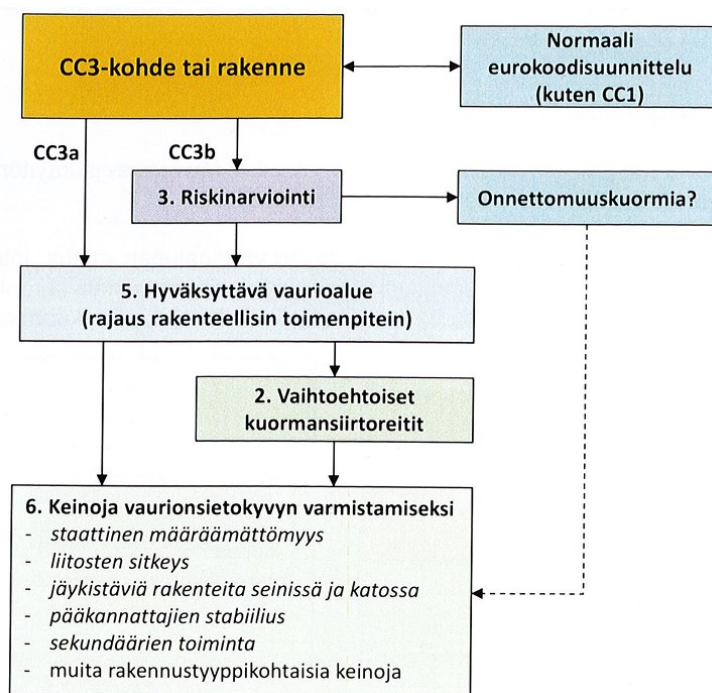 CC3-kohde tai rakenne
Normaali
eurokoodisuunnittelu
(kuten CC1)
CC3a
CC3b
3. Riskinarviointi
Onnettomuuskuormia?
5. Hyväksyttävä vaurioalue
(rajaus rakenteellisin toimenpitein)
2. Vaihtoehtoiset
kuormansiirtoreitit
6. Keinoja vaurionsietokyvyn varmistamiseksi
- staattinen määräämättömyys
- liitosten sitkeys
- jäykistäviä rakenteita seinissä ja katossa
- pääkannattajien stabiilius
- sekundäärien toiminta
- muita rakennustyyppikohtaisia keinoja